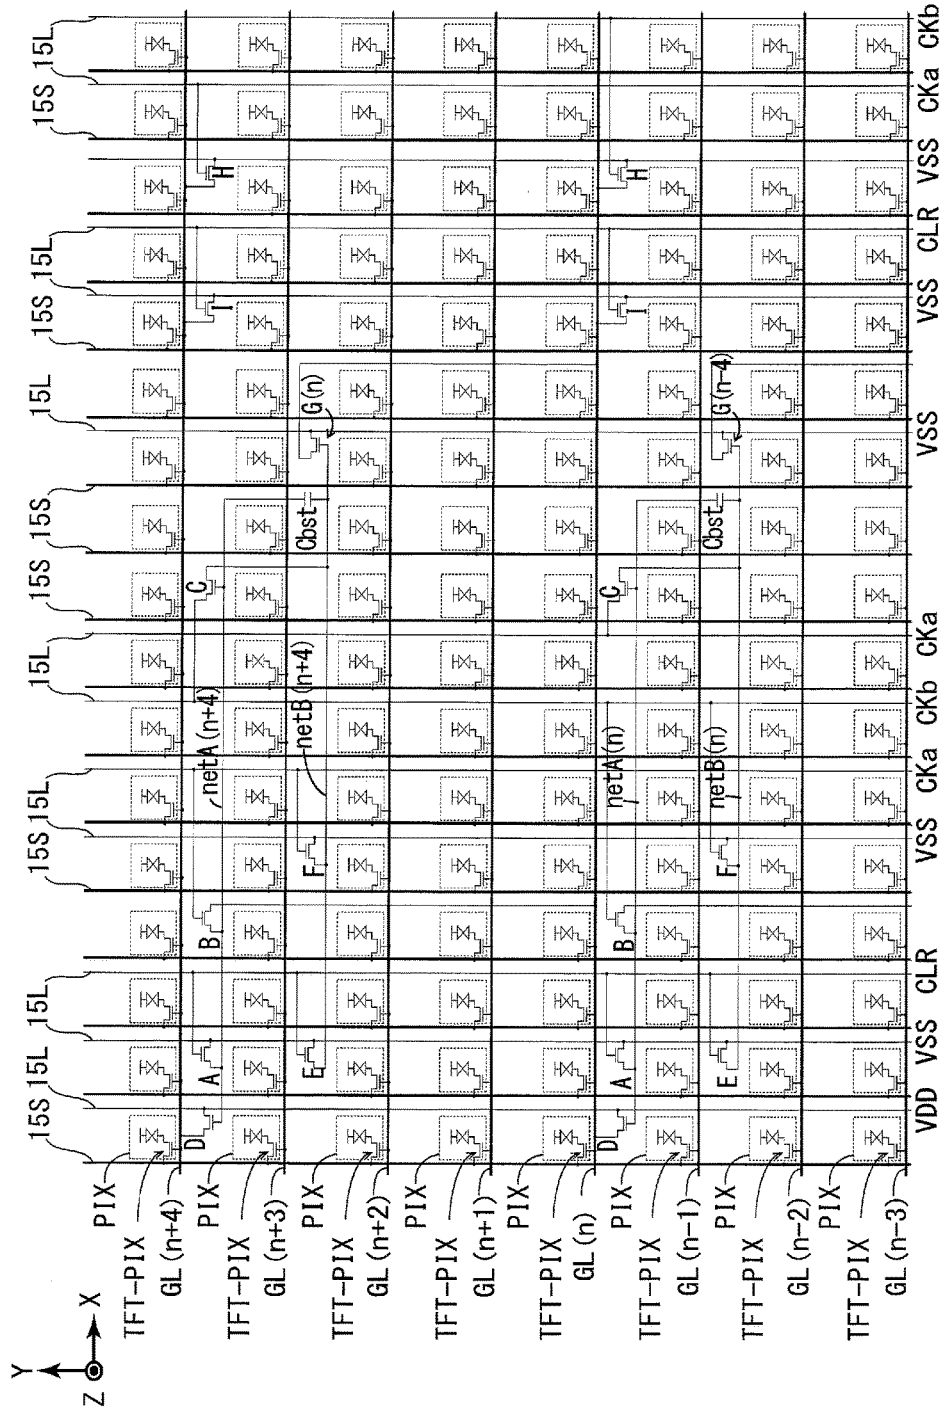 15S 15L 15L 15S 15L 15L 15S 15S 15L 15S 15L 15S 15L
PIX
TFT-PIX
GL(n+4)
D A B netA(n+4) C I H
PIX
TFT-PIX
GL(n+3)
E F netB(n+4) Cbst G(n)
PIX
TFT-PIX
GL(n+2)
PIX
TFT-PIX
GL(n+1)
PIX
TFT-PIX
GL(n)
D A B netA(n) C I H
PIX
TFT-PIX
GL(n-1)
E F netB(n) Cbst G(n-4)
PIX
TFT-PIX
GL(n-2)
PIX
TFT-PIX
GL(n-3)
VDD VSS CLR VSS CKa CKb CKa VSS VSS CLR VSS CKa CKb
Y
Z X